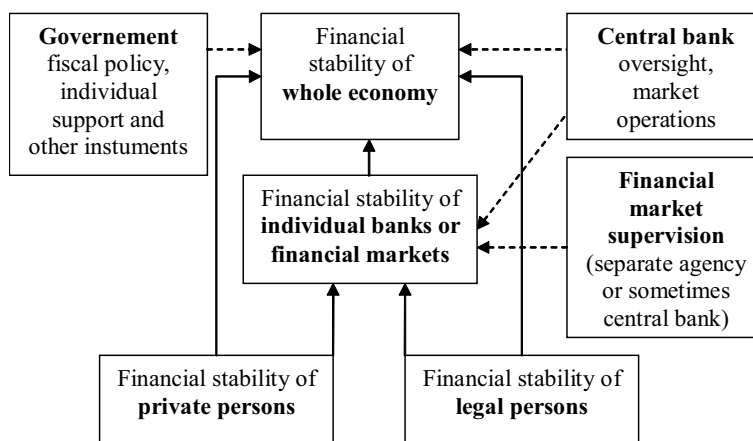 Governement
fiscal policy,
individual
support and
other instuments
Financial
stability of
whole economy
Central bank
oversight,
market
operations
Financial stability of
individual banks or
financial markets
Financial
market
supervision
(separate agency
or sometimes
central bank)
Financial stability of
private persons
Financial stability of
legal persons